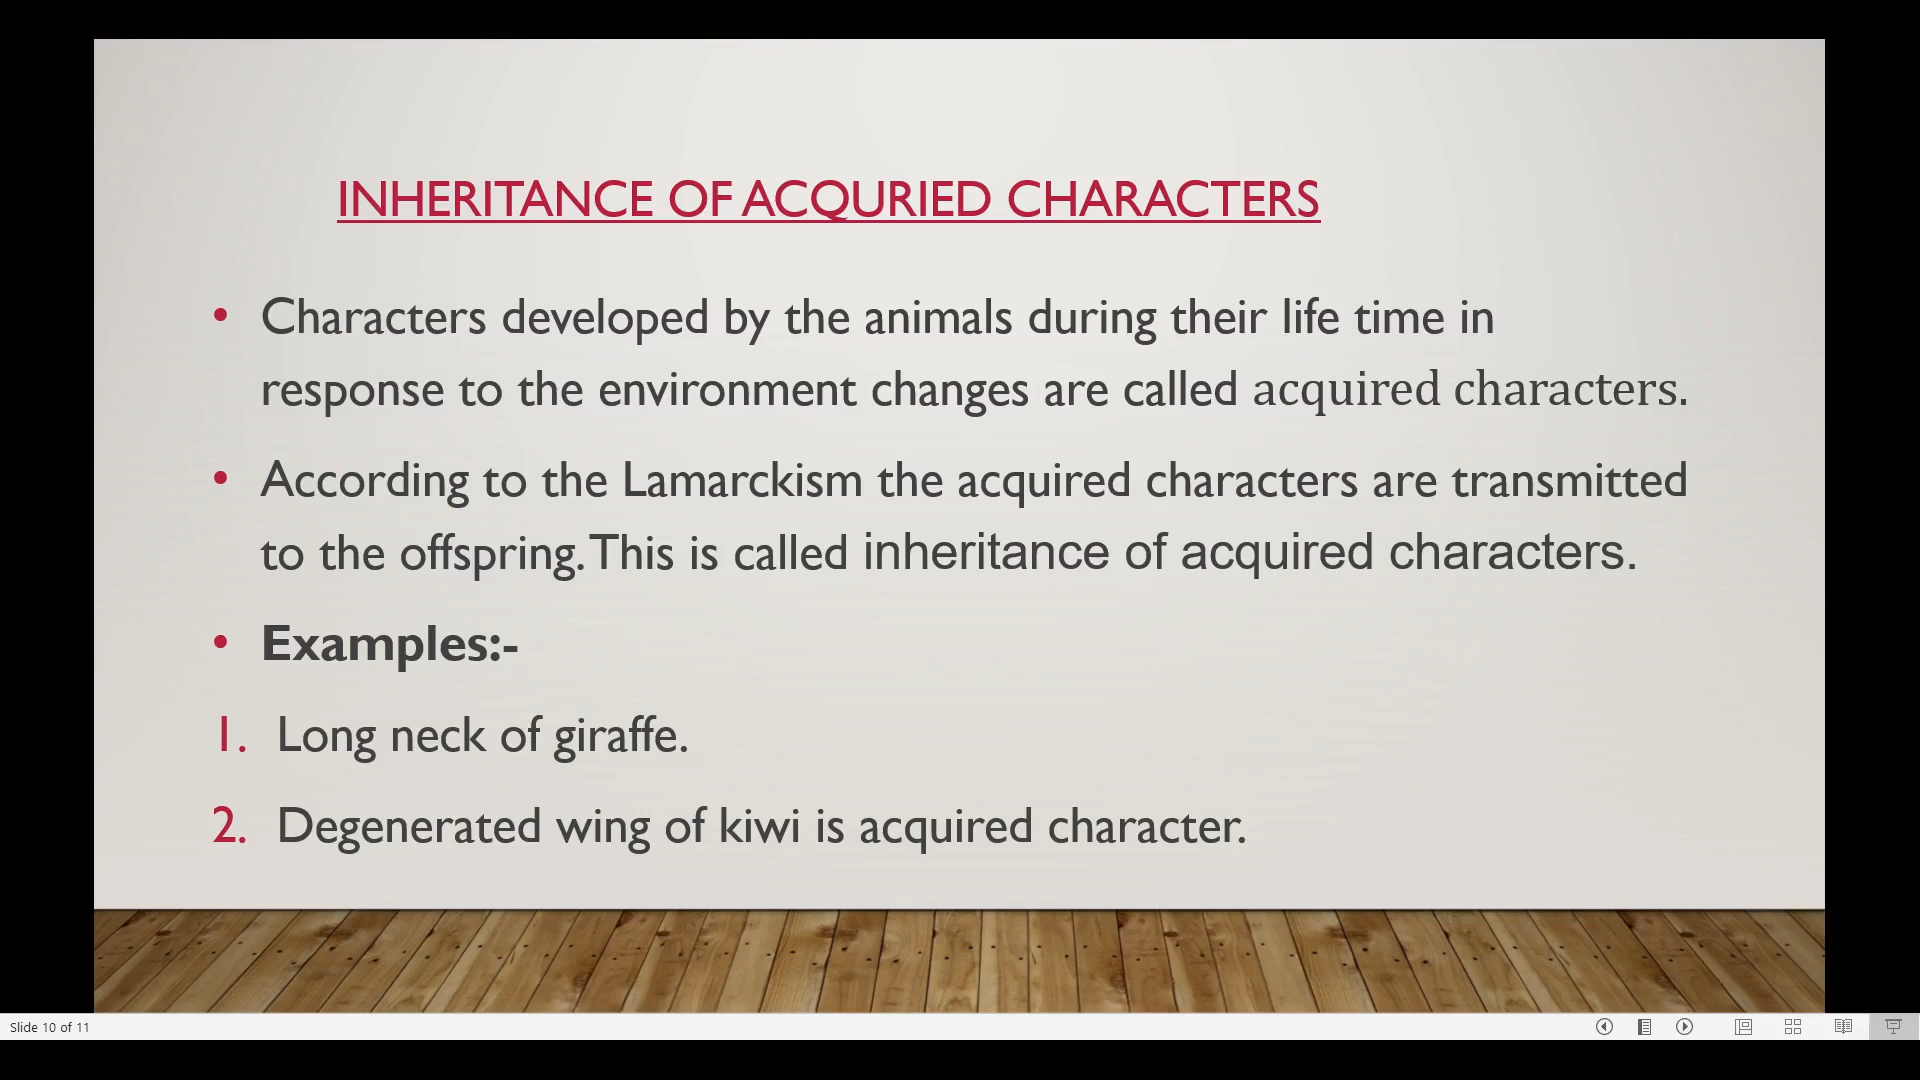 INHERITANCE OF ACQURIED CHARACTERS
• Characters developed by the animals during their life time in
response to the environment changes are called acquired characters.
• According to the Lamarckism the acquired characters are transmitted
to the offspring. This is called inheritance of acquired characters.
• Examples:-
1. Long neck of giraffe.
2. Degenerated wing of kiwi is acquired character.
Slide 10 of 11